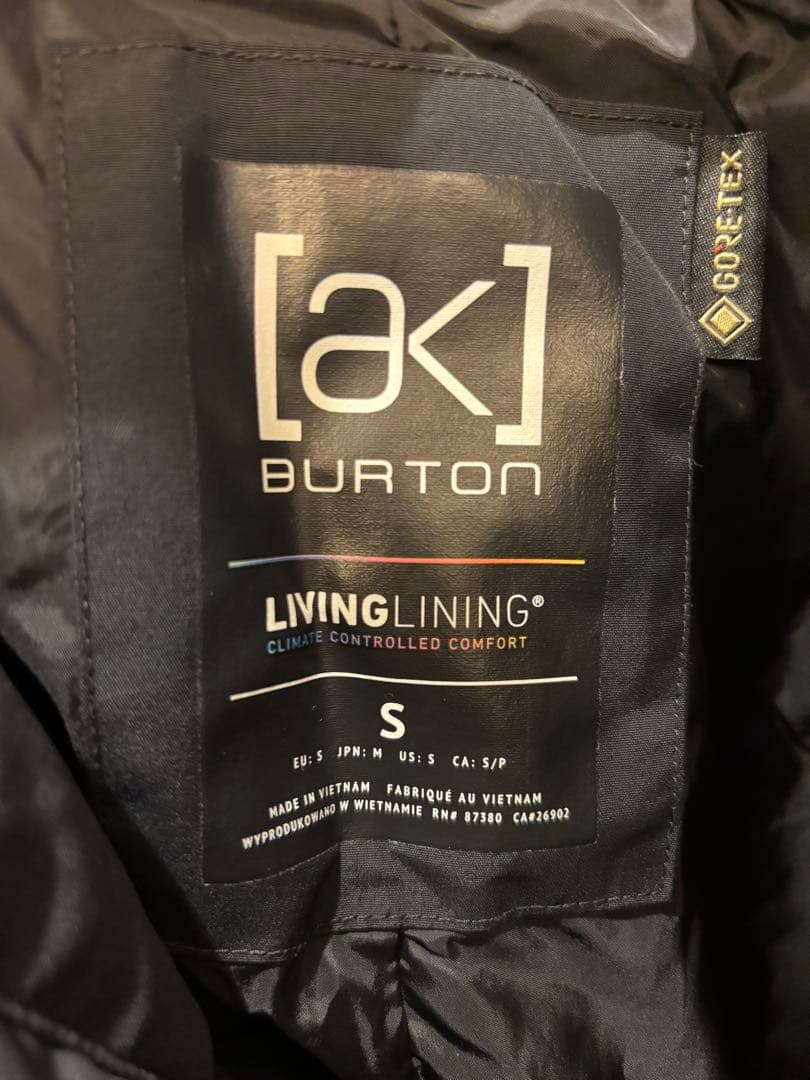 [ak]
BURTON
LIVINGLINING®
CLIMATE CONTROLLED COMFORT
S
EU: S JPN: M US: S CA: S/P
MADE IN VIETNAM FABRIQUÉ AU VIETNAM
WYPRODUKOWANO W WIETNAMIE RN# 87380 CA#26902
GORE-TEX